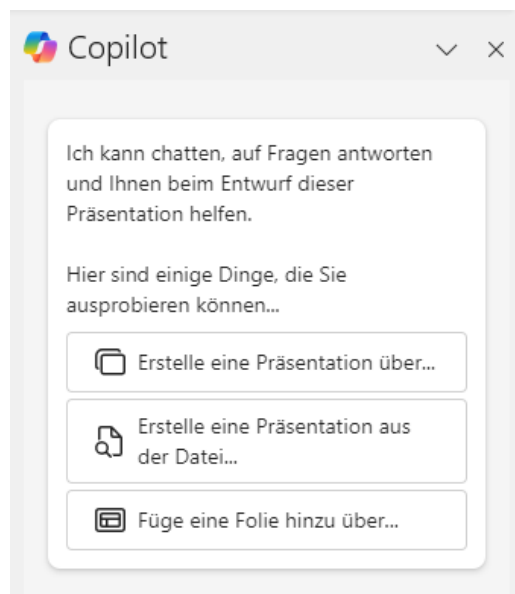 Copilot
Ich kann chatten, auf Fragen antworten
und Ihnen beim Entwurf dieser
Präsentation helfen.
Hier sind einige Dinge, die Sie
ausprobieren können...
Erstelle eine Präsentation über...
Erstelle eine Präsentation aus
der Datei...
Füge eine Folie hinzu über...